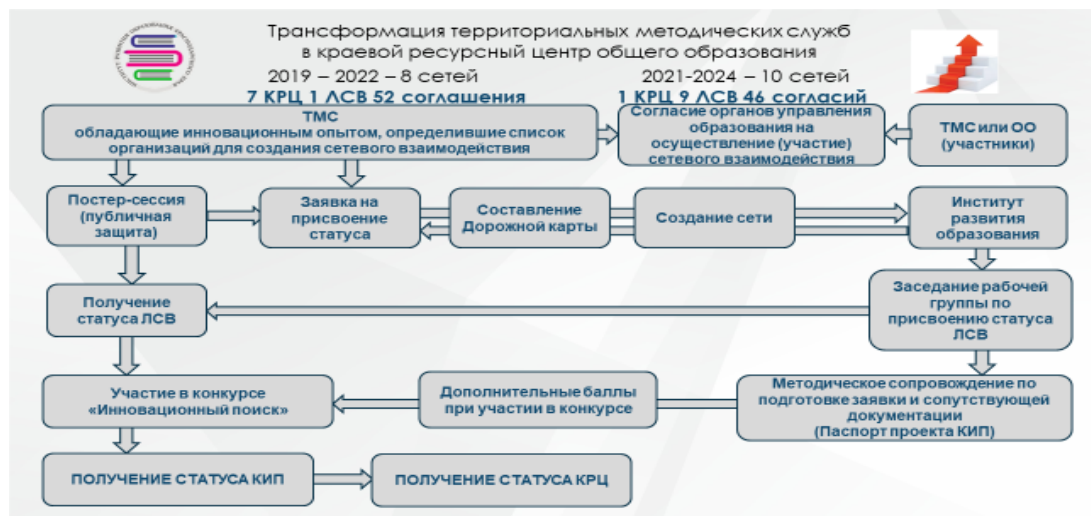 Трансформация территориальных методических служб
в краевой ресурсный центр общего образования
2019 – 2022 – 8 сетей
2021-2024 – 10 сетей
7 КРЦ 1 ЛСВ 52 соглашения
1 КРЦ 9 ЛСВ 46 согласий
ТМС
обладающие инновационным опытом, определившие список
организаций для создания сетевого взаимодействия
Согласие органов управления
образования на
осуществление (участие)
сетевого взаимодействия
ТМС или ОО
(участники)
Постер-сессия
(публичная
защита)
Заявка на
присвоение
статуса
Составление
Дорожной карты
Создание сети
Институт
развития
образования
Получение
статуса ЛСВ
Заседание рабочей
группы по
присвоению статуса
ЛСВ
Участие в конкурсе
«Инновационный поиск»
Дополнительные баллы
при участии в конкурсе
Методическое сопровождение по
подготовке заявки и сопутствующей
документации
(Паспорт проекта КИП)
ПОЛУЧЕНИЕ СТАТУСА КИП
ПОЛУЧЕНИЕ СТАТУСА КРЦ